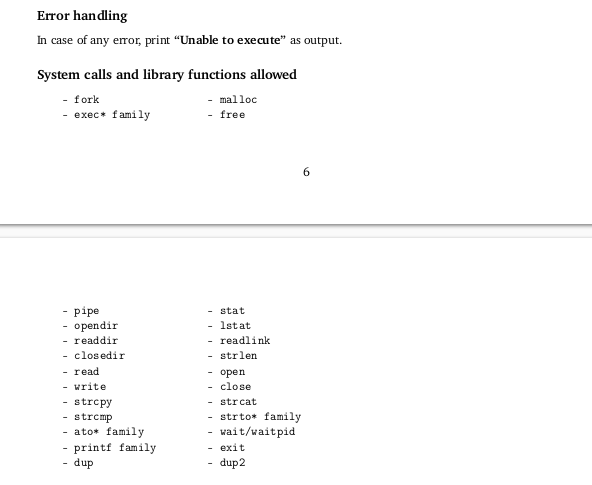 Error handling
In case of any error, print “Unable to execute” as output.
System calls and library functions allowed
- fork - malloc
- exec* family - free
6
- pipe - stat
- opendir - lstat
- readdir - readlink
- closedir - strlen
- read - open
- write - close
- strcpy - strcat
- strcmp - strto* family
- ato* family - wait/waitpid
- printf family - exit
- dup - dup2